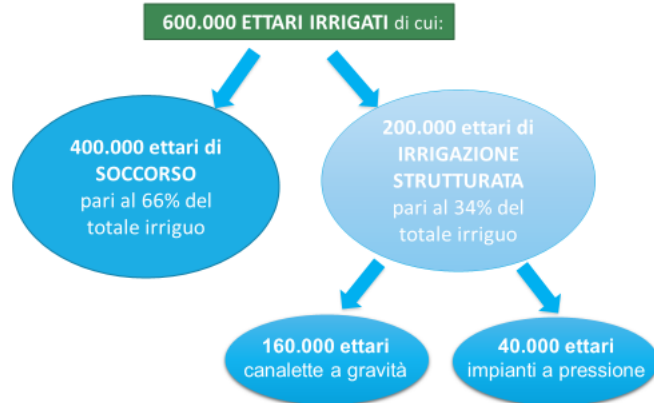 600.000 ETTARI IRRIGATI di cui:
400.000 ettari di
SOCCORSO
pari al 66% del
totale irriguo
200.000 ettari di
IRRIGAZIONE
STRUTTURATA
pari al 34% del
totale irriguo
160.000 ettari
canalette a gravità
40.000 ettari
impianti a pressione